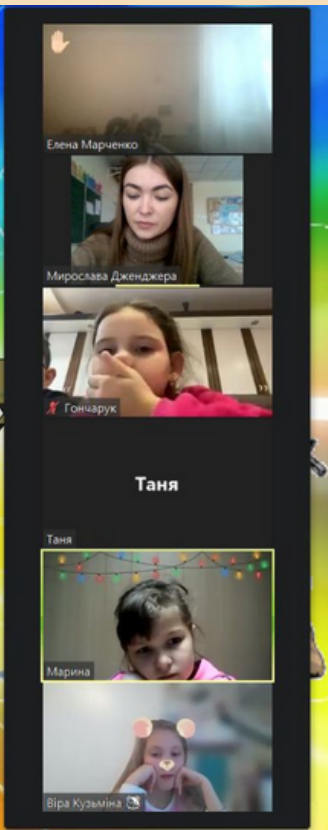 Елена Марченко
Мирослава Дженджера
Гончарук
Таня
Таня
Марина
Віра Кузьміна